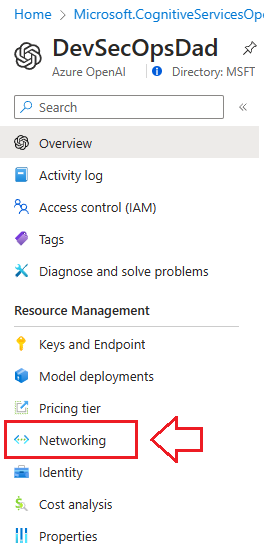 Home > Microsoft.CognitiveServicesOpe
DevSecOpsDad
Azure OpenAI Directory: MSFT
Search
Overview
Activity log
Access control (IAM)
Tags
Diagnose and solve problems
Resource Management
Keys and Endpoint
Model deployments
Pricing tier
Networking
Identity
Cost analysis
Properties